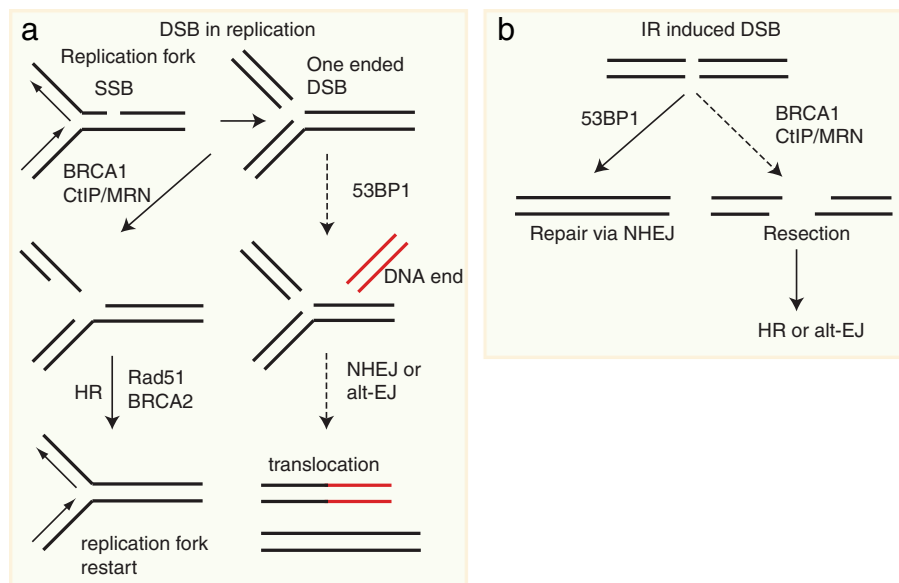 a
DSB in replication
Replication fork
SSB
One ended
DSB
BRCA1
CtIP/MRN
53BP1
DNA end
HR
Rad51
BRCA2
NHEJ or
alt-EJ
translocation
replication fork
restart
b
IR induced DSB
53BP1
BRCA1
CtIP/MRN
Repair via NHEJ
Resection
HR or alt-EJ